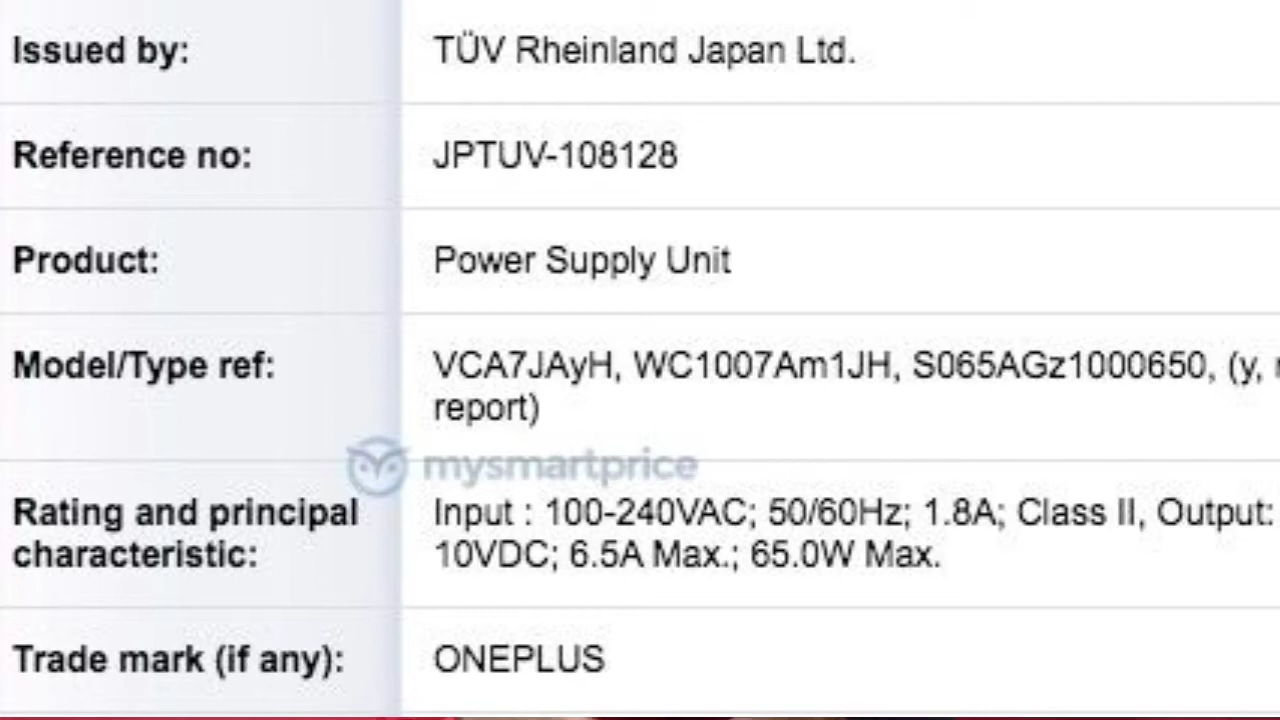 Issued by: TÜV Rheinland Japan Ltd.
Reference no: JPTUV-108128
Product: Power Supply Unit
Model/Type ref: VCA7JAyH, WC1007Am1JH, S065AGz1000650, (y,
report)
mysmartprice
Rating and principal Input : 100-240VAC; 50/60Hz; 1.8A; Class II, Output:
characteristic: 10VDC; 6.5A Max.; 65.0W Max.
Trade mark (if any): ONEPLUS